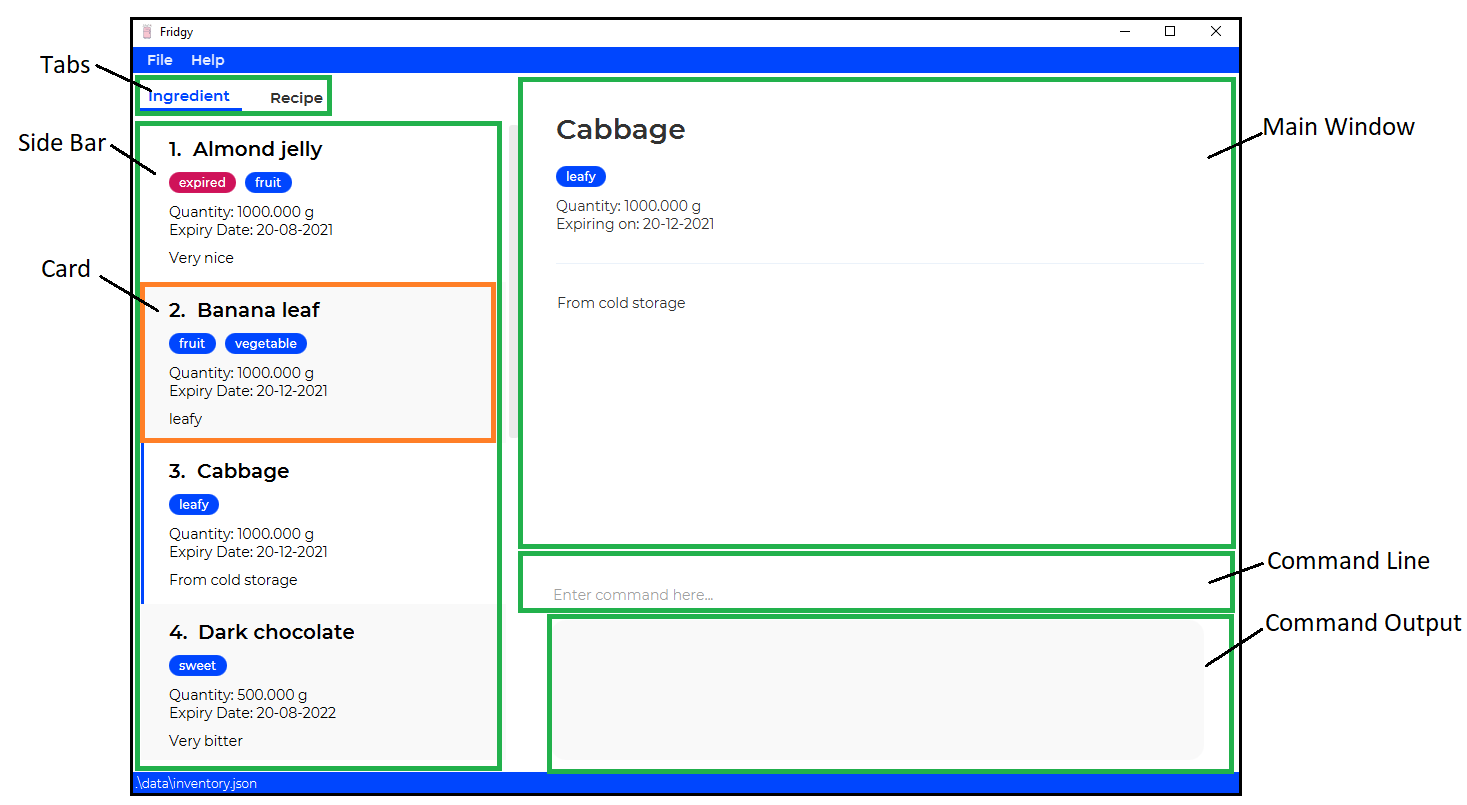 Fridgy
File Help
Tabs
Ingredient Recipe
Side Bar
1. Almond jelly
expired fruit
Quantity: 1000.000 g
Expiry Date: 20-08-2021
Very nice
Card
2. Banana leaf
fruit vegetable
Quantity: 1000.000 g
Expiry Date: 20-12-2021
leafy
3. Cabbage
leafy
Quantity: 1000.000 g
Expiry Date: 20-12-2021
From cold storage
4. Dark chocolate
sweet
Quantity: 500.000 g
Expiry Date: 20-08-2022
Very bitter
Main Window
Cabbage
leafy
Quantity: 1000.000 g
Expiring on: 20-12-2021
From cold storage
Command Line
Enter command here...
Command Output
.\data\inventory.json